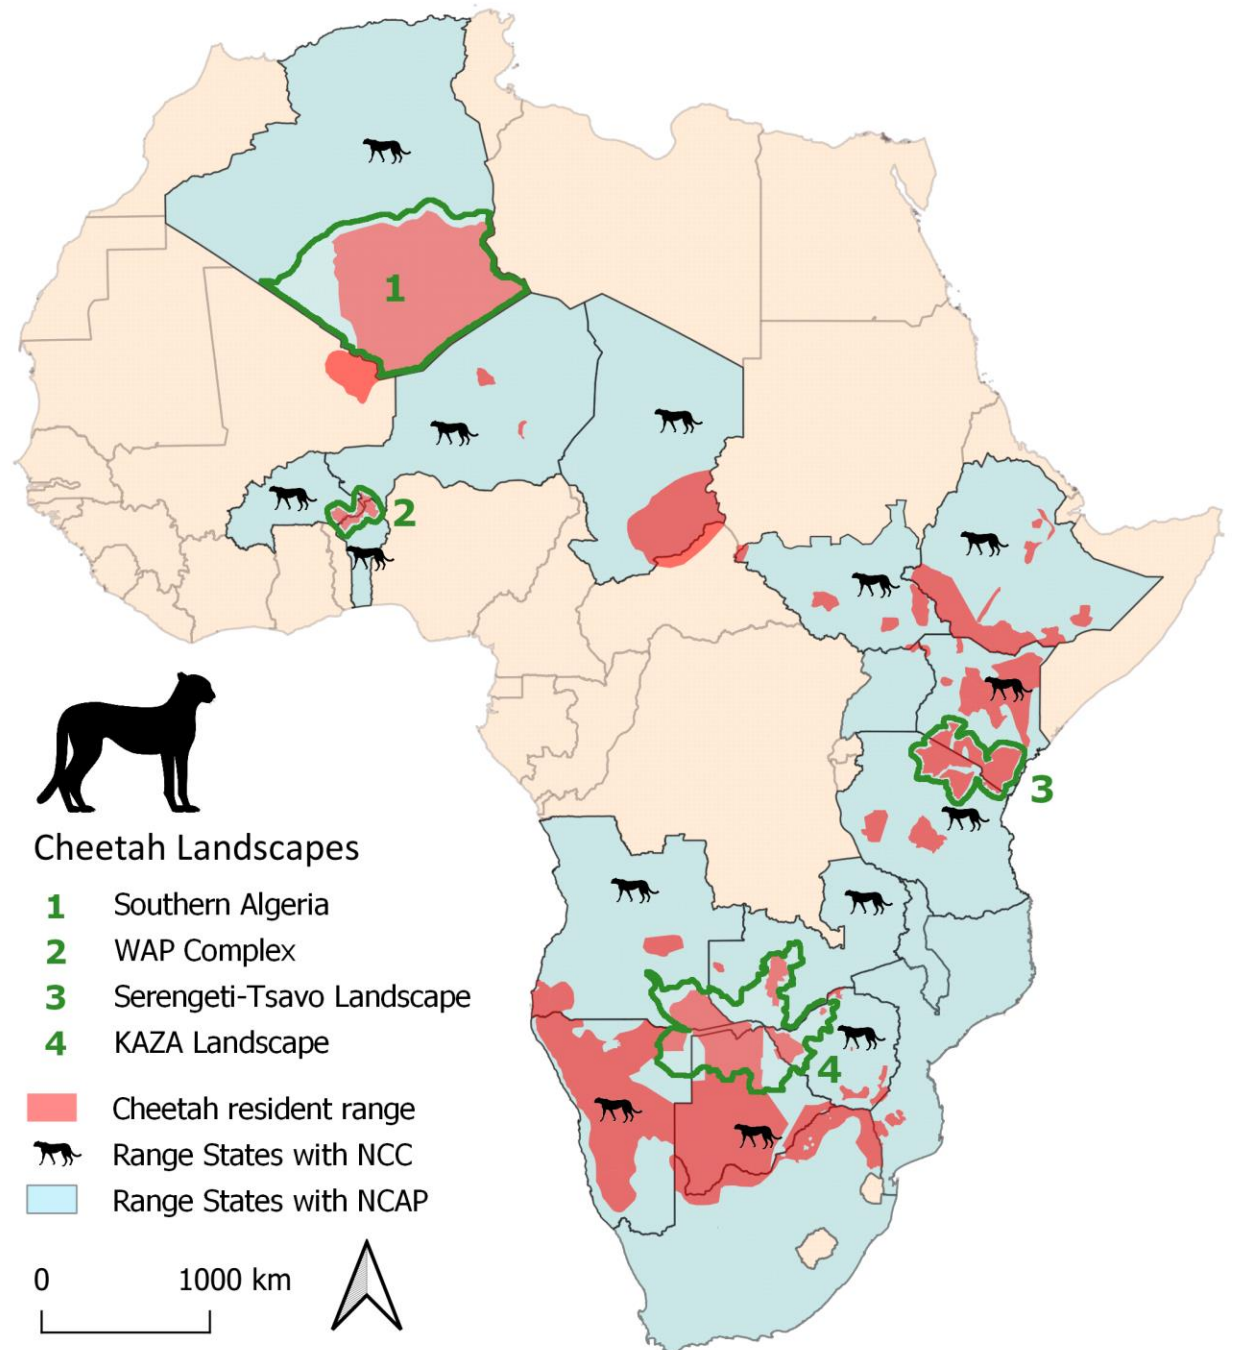 1
2
3
4
Cheetah Landscapes
1 Southern Algeria
2 WAP Complex
3 Serengeti-Tsavo Landscape
4 KAZA Landscape
Cheetah resident range
Range States with NCC
Range States with NCAP
0 1000 km